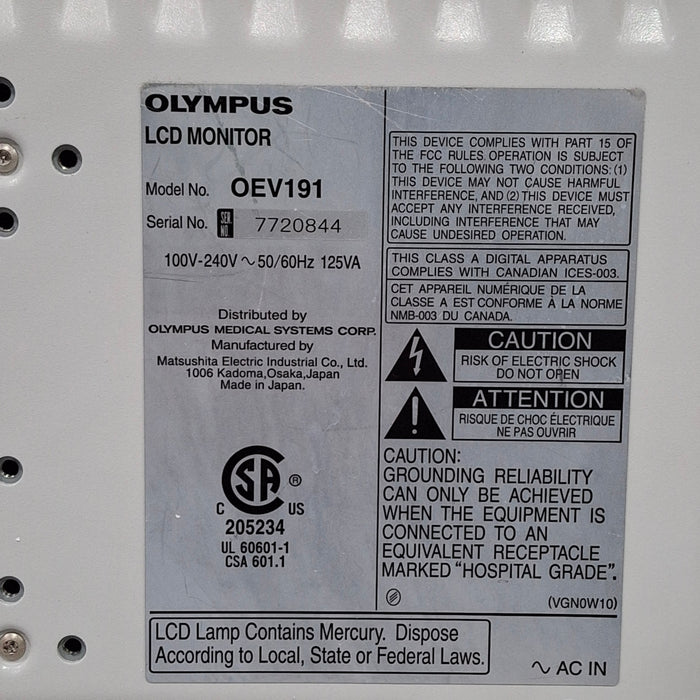 OLYMPUS
LCD MONITOR
Model No. OEV191
Serial No. SER. NO. 7720844
100V-240V ~ 50/60Hz 125VA
Distributed by
OLYMPUS MEDICAL SYSTEMS CORP.
Manufactured by
Matsushita Electric Industrial Co., Ltd.
1006 Kadoma,Osaka,Japan
Made in Japan.
CSA ®
C US
205234
UL 60601-1
CSA 601.1
THIS DEVICE COMPLIES WITH PART 15 OF
THE FCC RULES. OPERATION IS SUBJECT
TO THE FOLLOWING TWO CONDITIONS: (1)
THIS DEVICE MAY NOT CAUSE HARMFUL
INTERFERENCE, AND (2) THIS DEVICE MUST
ACCEPT ANY INTERFERENCE RECEIVED,
INCLUDING INTERFERENCE THAT MAY
CAUSE UNDESIRED OPERATION.
THIS CLASS A DIGITAL APPARATUS
COMPLIES WITH CANADIAN ICES-003.
CET APPAREIL NUMÉRIQUE DE LA
CLASSE A EST CONFORME À LA NORME
NMB-003 DU CANADA.
CAUTION
RISK OF ELECTRIC SHOCK
DO NOT OPEN
ATTENTION
RISQUE DE CHOC ÉLECTRIQUE
NE PAS OUVRIR
CAUTION:
GROUNDING RELIABILITY
CAN ONLY BE ACHIEVED
WHEN THE EQUIPMENT IS
CONNECTED TO AN
EQUIVALENT RECEPTACLE
MARKED "HOSPITAL GRADE".
(VGN0W10)
LCD Lamp Contains Mercury. Dispose
According to Local, State or Federal Laws.
~ AC IN